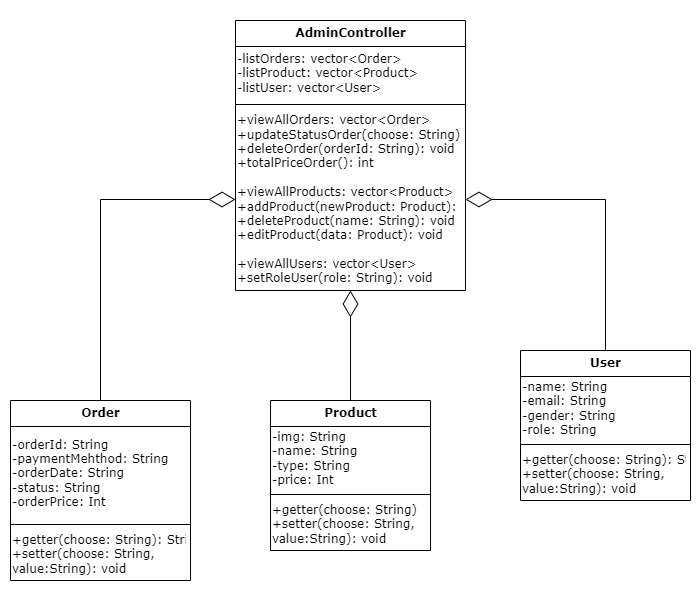 AdminController
-listOrders: vector<Order>
-listProduct: vector<Product>
-listUser: vector<User>
+viewAllOrders: vector<Order>
+updateStatusOrder(choose: String)
+deleteOrder(orderId: String): void
+totalPriceOrder(): int
+viewAllProducts: vector<Product>
+addProduct(newProduct: Product):
+deleteProduct(name: String): void
+editProduct(data: Product): void
+viewAllUsers: vector<User>
+setRoleUser(role: String): void
Order
-orderId: String
-paymentMehthod: String
-orderDate: String
-status: String
-orderPrice: Int
+getter(choose: String): Stri
+setter(choose: String,
value:String): void
Product
-img: String
-name: String
-type: String
-price: Int
+getter(choose: String)
+setter(choose: String,
value:String): void
User
-name: String
-email: String
-gender: String
-role: String
+getter(choose: String): S
+setter(choose: String,
value:String): void